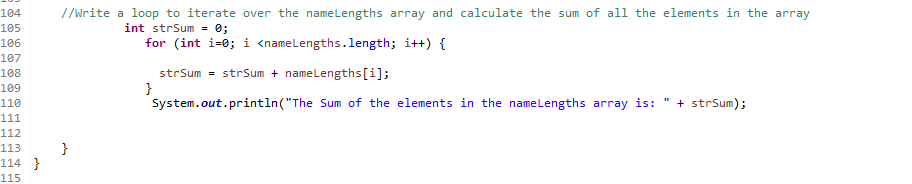 104 //Write a loop to iterate over the nameLengths array and calculate the sum of all the elements in the array
105 int strSum = 0;
106 for (int i=0; i <nameLengths.length; i++) {
107
108 strSum = strSum + nameLengths[i];
109 }
110 System.out.println("The Sum of the elements in the nameLengths array is: " + strSum);
111
112
113 }
114 }
115